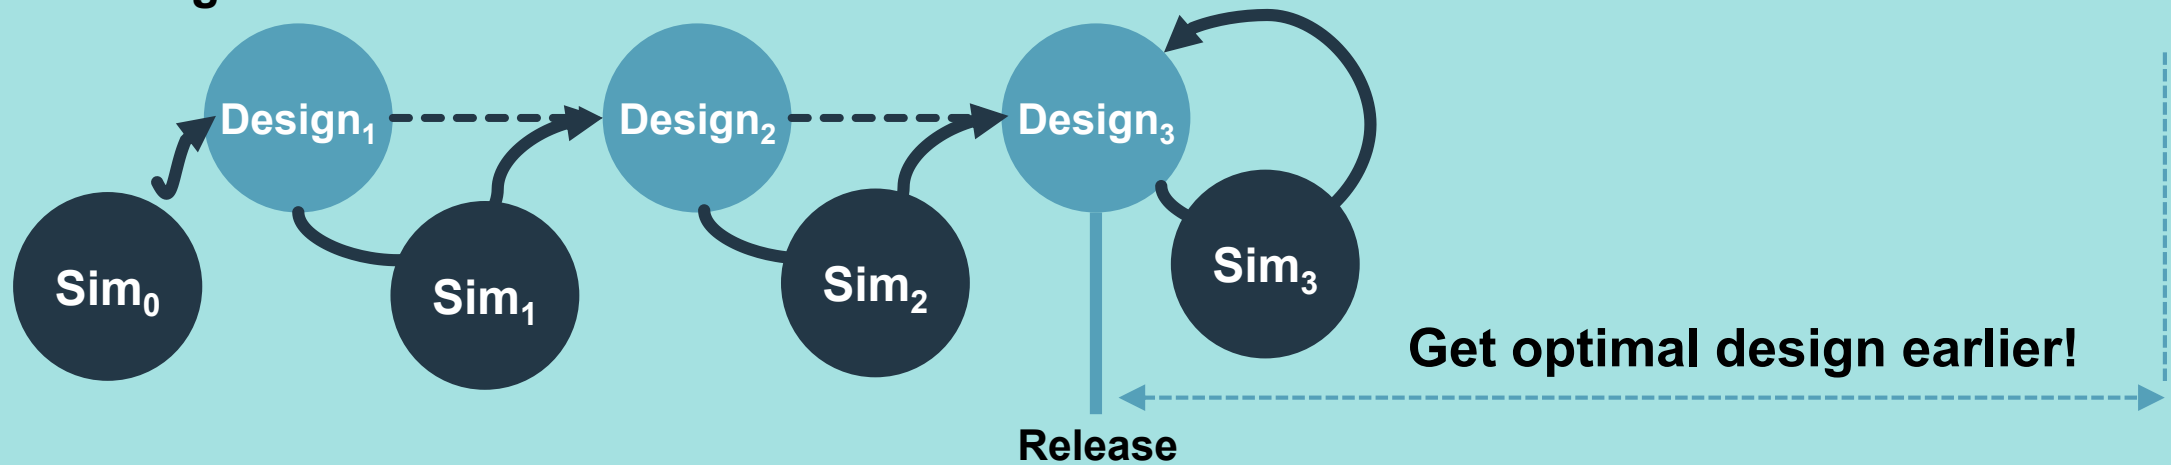 Design₁
Design₂
Design₃
Sim₀
Sim₁
Sim₂
Sim₃
Get optimal design earlier!
Release